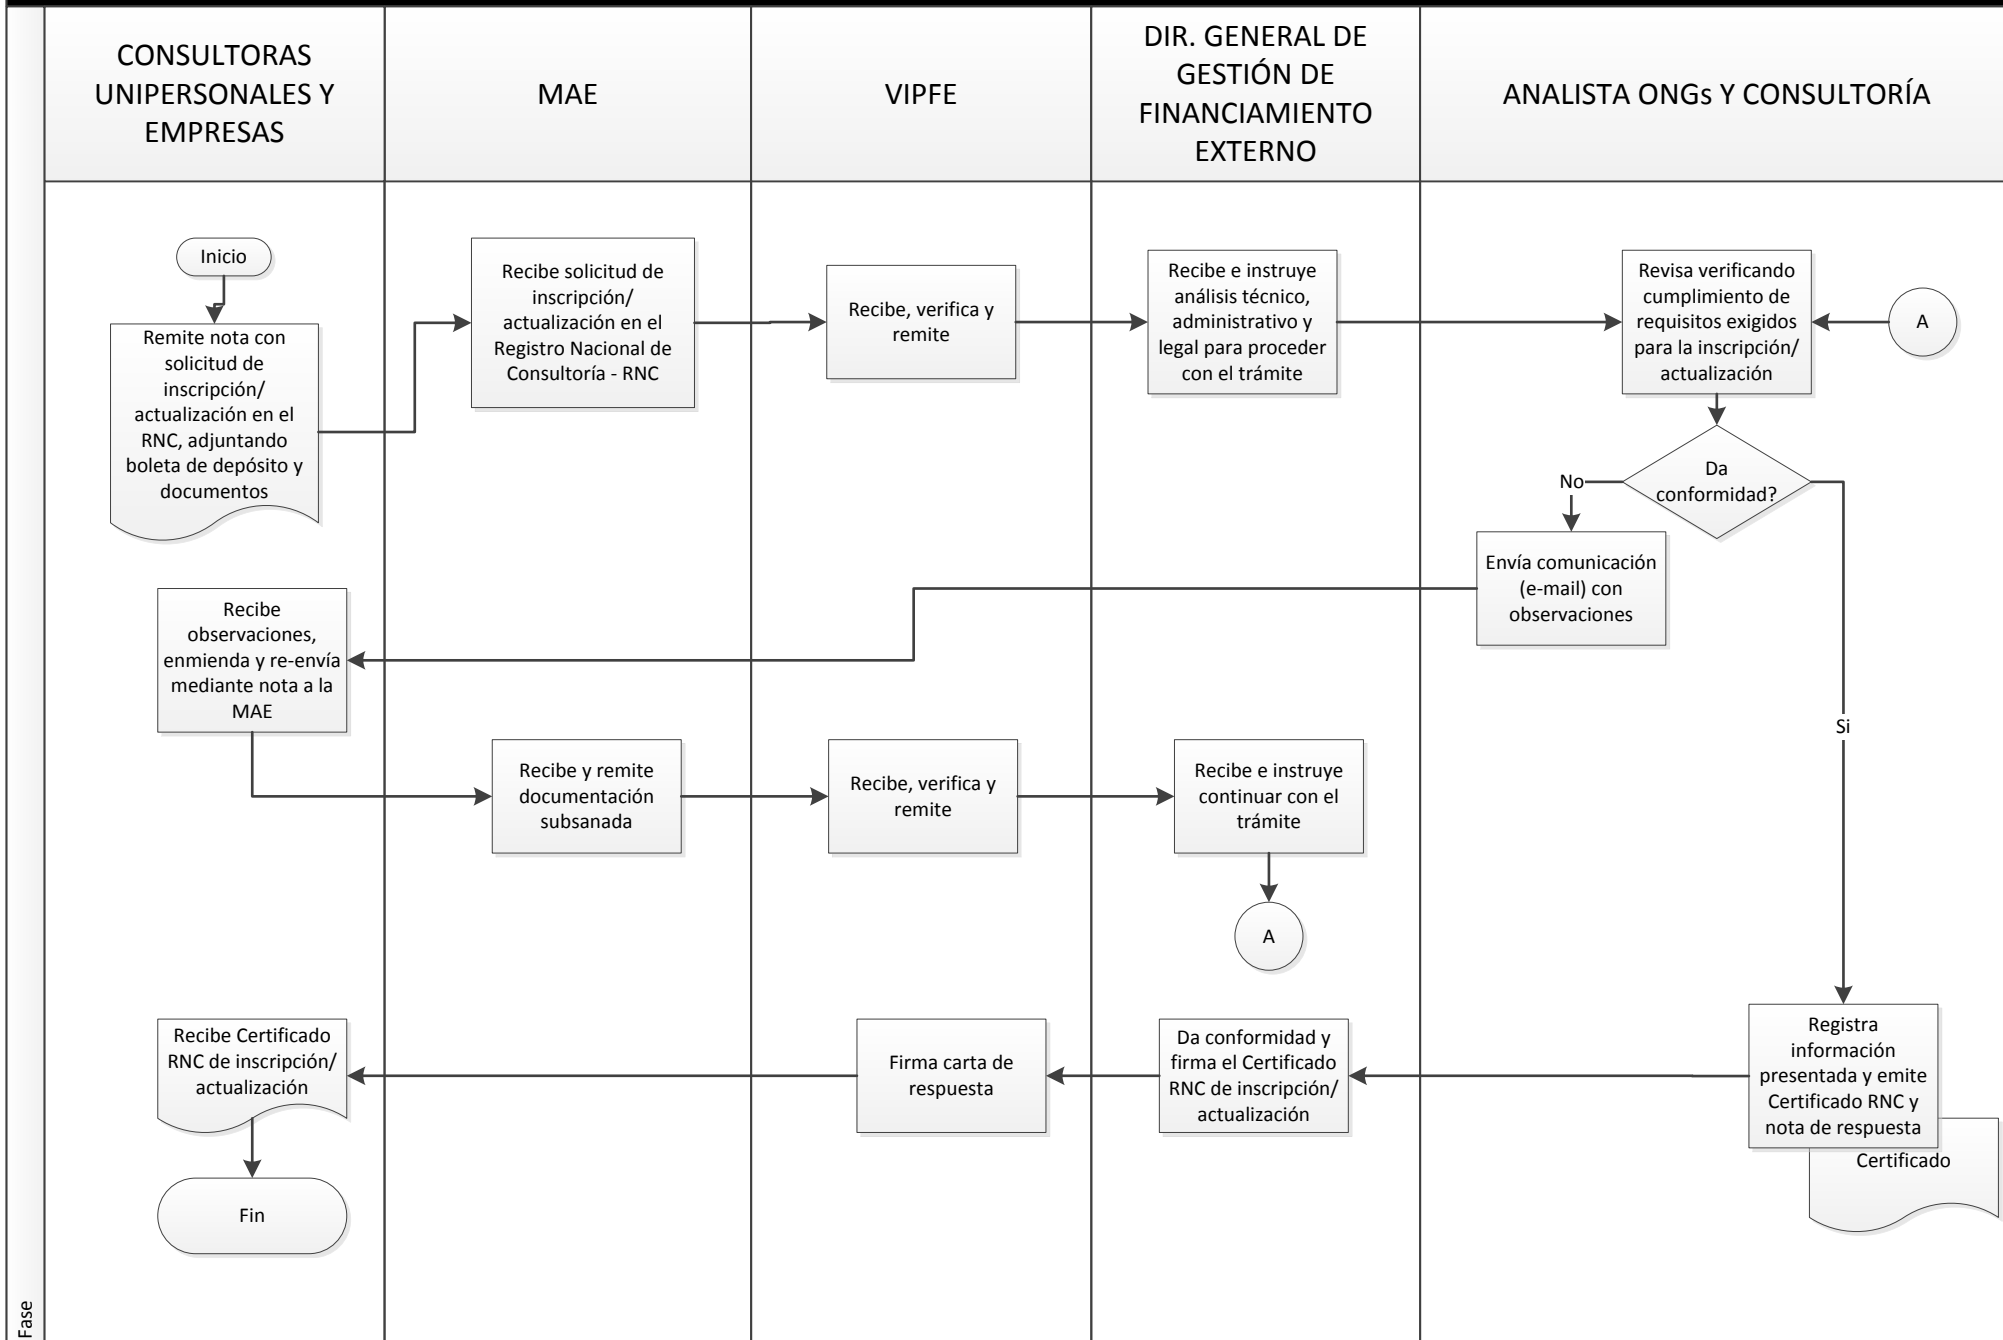 CONSULTORAS
UNIPERSONALES Y
EMPRESAS
MAE
VIPFE
DIR. GENERAL DE
GESTIÓN DE
FINANCIAMIENTO
EXTERNO
ANALISTA ONGs Y CONSULTORÍA
Inicio
Remite nota con
solicitud de
inscripción/
actualización en el
RNC, adjuntando
boleta de depósito y
documentos
Recibe solicitud de
inscripción/
actualización en el
Registro Nacional de
Consultoría - RNC
Recibe, verifica y
remite
Recibe e instruye
análisis técnico,
administrativo y
legal para proceder
con el trámite
Revisa verificando
cumplimiento de
requisitos exigidos
para la inscripción/
actualización
A
Da
conformidad?
No
Envía comunicación
(e-mail) con
observaciones
Si
Recibe
observaciones,
enmienda y re-envía
mediante nota a la
MAE
Recibe y remite
documentación
subsanada
Recibe, verifica y
remite
Recibe e instruye
continuar con el
trámite
A
Registra
información
presentada y emite
Certificado RNC y
nota de respuesta
Certificado
Da conformidad y
firma el Certificado
RNC de inscripción/
actualización
Firma carta de
respuesta
Recibe Certificado
RNC de inscripción/
actualización
Fin
Fase